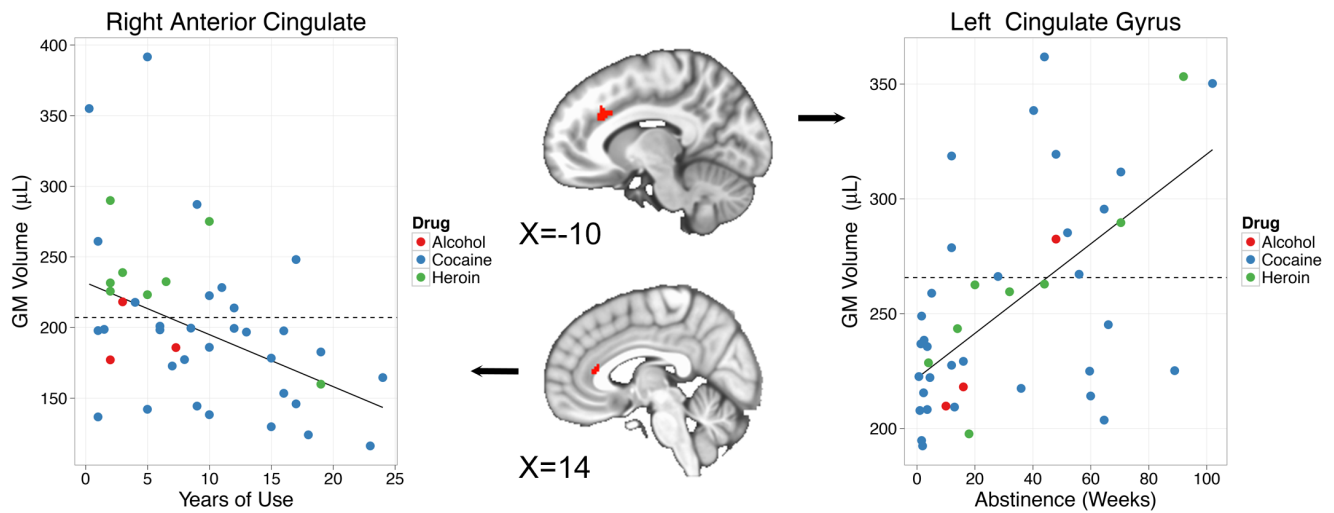 Right Anterior Cingulate
400
350
300
250
200
150
GM Volume (μL)
0 5 10 15 20 25
Years of Use
Drug
Alcohol
Cocaine
Heroin
X=-10
X=14
Left Cingulate Gyrus
350
300
250
200
GM Volume (μL)
0 20 40 60 80 100
Abstinence (Weeks)
Drug
Alcohol
Cocaine
Heroin